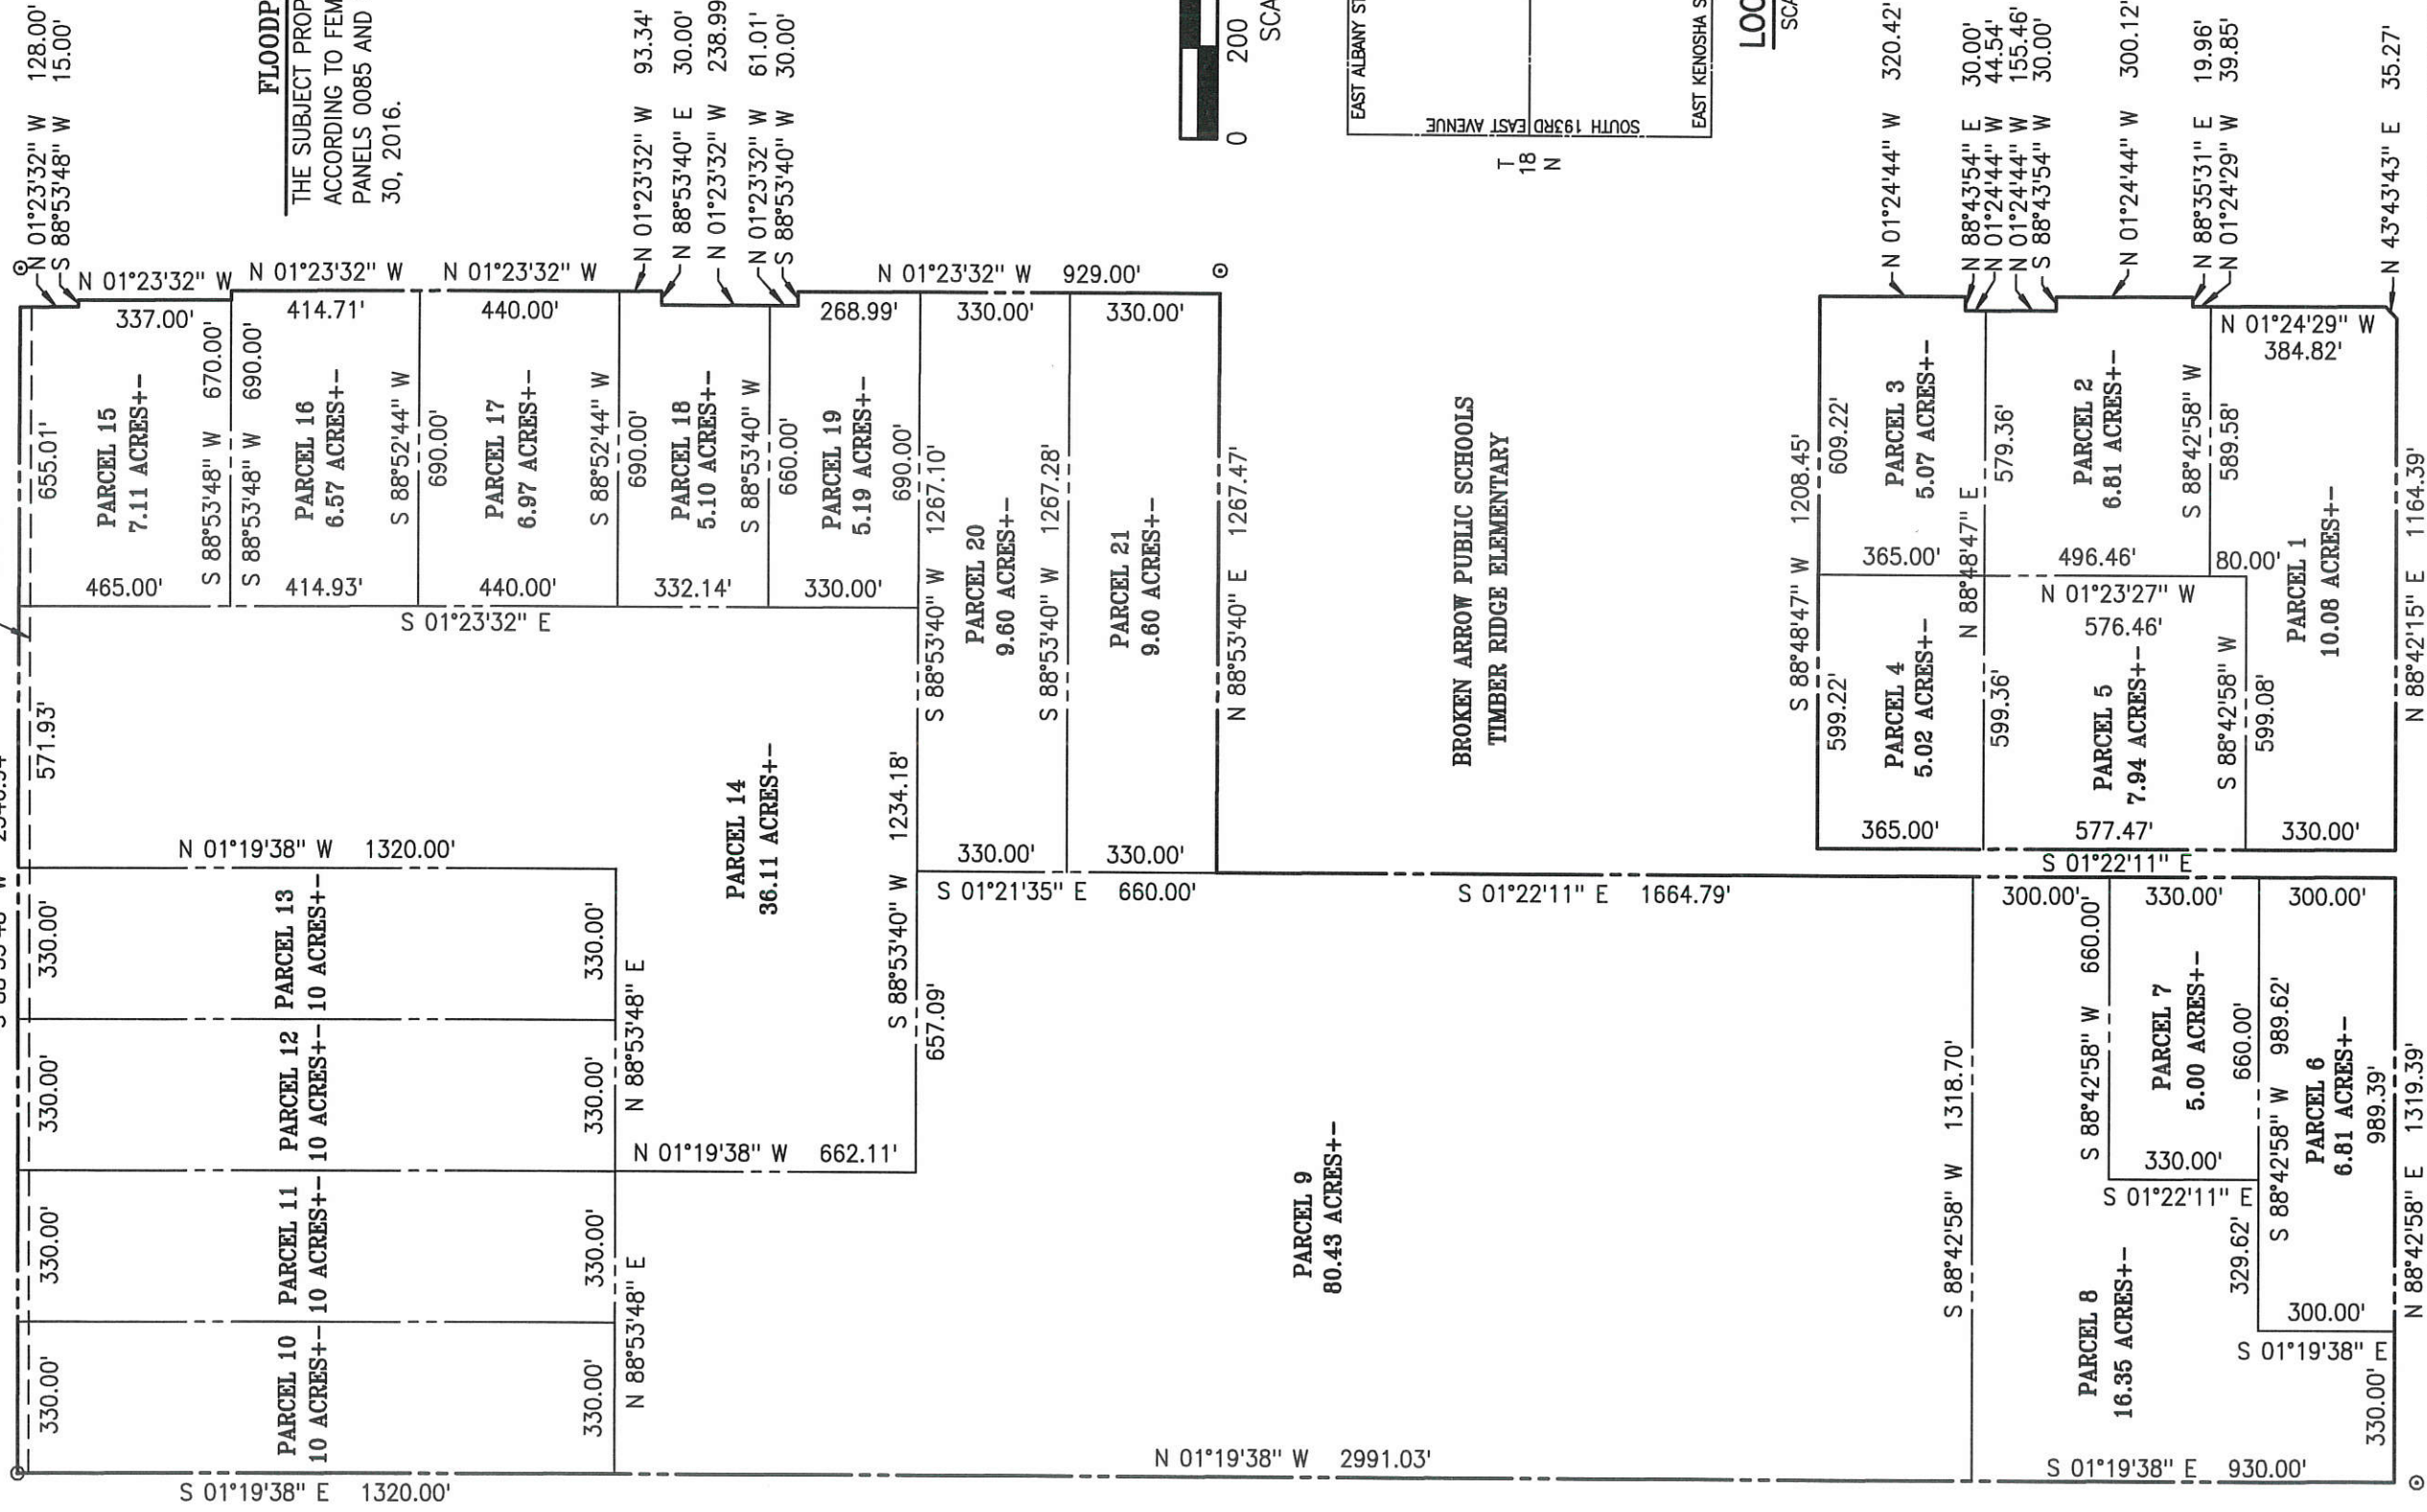 N 01°23'32" W 128.00'
S 88°53'48" W 15.00'
FLOODP
THE SUBJECT PROP
ACCORDING TO FEM
PANELS 0085 AND
30, 2016.
N 01°23'32" W 93.34'
N 88°53'40" E 30.00'
N 01°23'32" W 238.99'
N 01°23'32" W 61.01'
S 88°53'40" W 30.00'
0
200
SCA
EAST ALBANY ST
SOUTH 193RD EAST AVENUE
EAST KENOSHA S
T
18
N
LOC
SCA
N 01°24'44" W 320.42'
N 88°43'54" E 30.00'
N 01°24'44" W 44.54'
N 01°24'44" W 155.46'
S 88°43'54" W 30.00'
N 01°24'44" W 300.12'
N 88°35'31" E 19.96'
N 01°24'29" W 39.85'
N 43°43'43" E 35.27'
N 01°23'32" W
337.00'
N 01°23'32" W
414.71'
N 01°23'32" W
440.00'
N 01°23'32" W 929.00'
268.99'
330.00'
330.00'
655.01'
PARCEL 15
7.11 ACRES+-
465.00'
S 88°53'48" W 670.00'
S 88°53'48" W 690.00'
PARCEL 16
6.57 ACRES+-
414.93'
S 88°52'44" W
690.00'
PARCEL 17
6.97 ACRES+-
440.00'
S 88°52'44" W
690.00'
PARCEL 18
5.10 ACRES+-
332.14'
S 88°53'40" W
660.00'
PARCEL 19
5.19 ACRES+-
330.00'
690.00'
S 01°23'32" E
S 88°53'40" W 1267.10'
PARCEL 20
9.60 ACRES+-
S 88°53'40" W 1267.28'
PARCEL 21
9.60 ACRES+-
N 88°53'40" E 1267.47'
330.00'
330.00'
S 01°21'35" E 660.00'
BROKEN ARROW PUBLIC SCHOOLS
TIMBER RIDGE ELEMENTARY
S 88°48'47" W 1208.45'
609.22'
PARCEL 3
5.07 ACRES+-
365.00'
N 88°48'47" E
579.36'
PARCEL 2
6.81 ACRES+-
496.46'
S 88°42'58" W
589.58'
N 01°24'29" W
384.82'
80.00'
PARCEL 1
10.08 ACRES+-
N 88°42'15" E 1164.39'
N 01°23'27" W
576.46'
599.22'
PARCEL 4
5.02 ACRES+-
365.00'
599.36'
PARCEL 5
7.94 ACRES+-
577.47'
S 88°42'58" W
599.08'
330.00'
S 01°22'11" E
571.93'
N 01°19'38" W 1320.00'
PARCEL 14
36.11 ACRES+-
1234.18'
S 88°53'40" W
657.09'
N 01°19'38" W 662.11'
330.00'
PARCEL 13
10 ACRES+-
330.00'
N 88°53'48" E
330.00'
PARCEL 12
10 ACRES+-
330.00'
330.00'
PARCEL 11
10 ACRES+-
330.00'
N 88°53'48" E
330.00'
PARCEL 10
10 ACRES+-
330.00'
S 01°19'38" E 1320.00'
S 01°22'11" E 1664.79'
PARCEL 9
80.43 ACRES+-
N 01°19'38" W 2991.03'
S 88°42'58" W 1318.70'
300.00'
330.00'
300.00'
S 88°42'58" W 660.00'
PARCEL 7
5.00 ACRES+-
660.00'
330.00'
S 01°22'11" E
S 88°42'58" W 989.62'
PARCEL 6
6.81 ACRES+-
989.39'
329.62'
300.00'
S 01°19'38" E
PARCEL 8
16.35 ACRES+-
330.00'
N 88°42'58" E 1319.39'
S 01°19'38" E 930.00'